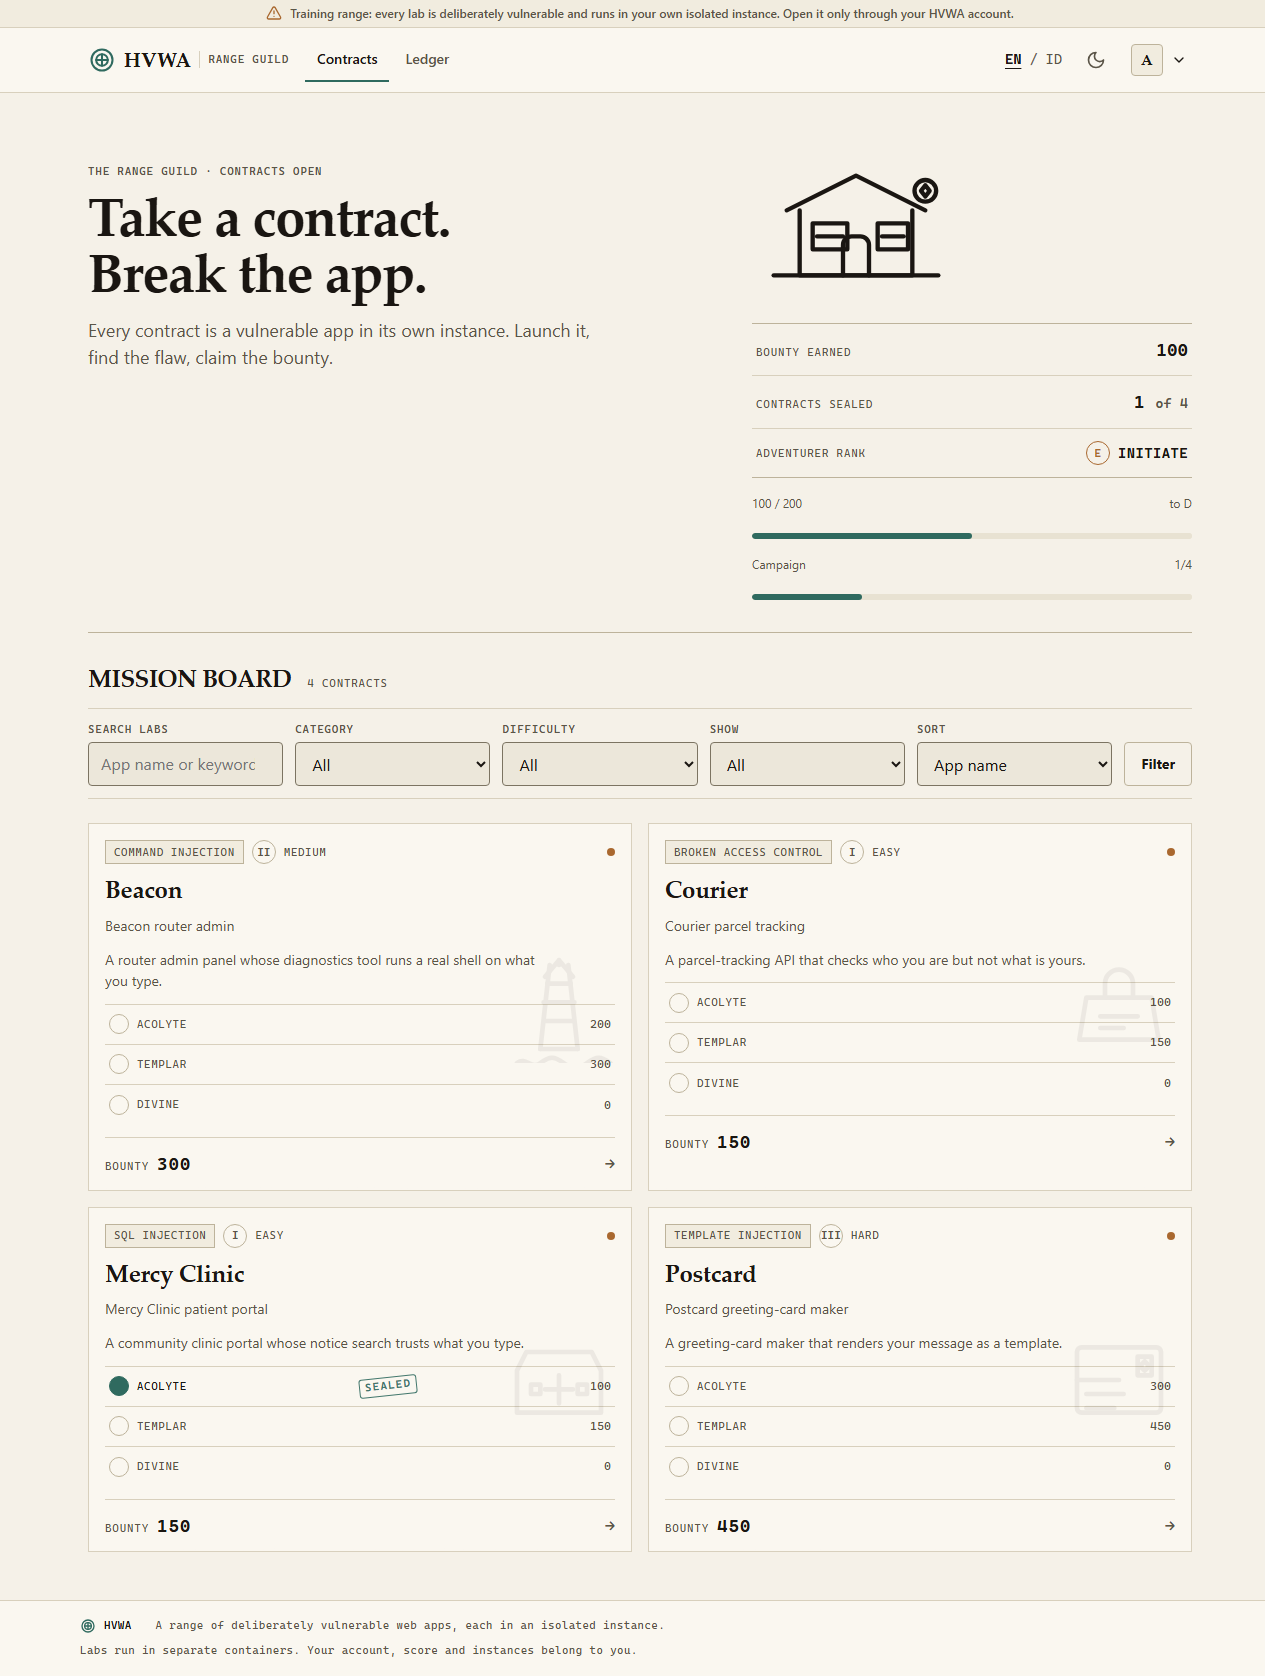 Training range: every lab is deliberately vulnerable and runs in your own isolated instance. Open it only through your HVWA account.
HVWA RANGE GUILD Contracts Ledger EN / ID A
THE RANGE GUILD · CONTRACTS OPEN
Take a contract.
Break the app.
Every contract is a vulnerable app in its own instance. Launch it,
find the flaw, claim the bounty.
BOUNTY EARNED 100
CONTRACTS SEALED 1 of 4
ADVENTURER RANK E INITIATE
100 / 200 to D
Campaign 1/4
MISSION BOARD 4 CONTRACTS
SEARCH LABS CATEGORY DIFFICULTY SHOW SORT
App name or keyworc All All All App name Filter
COMMAND INJECTION II MEDIUM
Beacon
Beacon router admin
A router admin panel whose diagnostics tool runs a real shell on what
you type.
ACOLYTE 200
TEMPLAR 300
DIVINE 0
BOUNTY 300 →
BROKEN ACCESS CONTROL I EASY
Courier
Courier parcel tracking
A parcel-tracking API that checks who you are but not what is yours.
ACOLYTE 100
TEMPLAR 150
DIVINE 0
BOUNTY 150 →
SQL INJECTION I EASY
Mercy Clinic
Mercy Clinic patient portal
A community clinic portal whose notice search trusts what you type.
ACOLYTE SEALED 100
TEMPLAR 150
DIVINE 0
BOUNTY 150 →
TEMPLATE INJECTION III HARD
Postcard
Postcard greeting-card maker
A greeting-card maker that renders your message as a template.
ACOLYTE 300
TEMPLAR 450
DIVINE 0
BOUNTY 450 →
HVWA A range of deliberately vulnerable web apps, each in an isolated instance.
Labs run in separate containers. Your account, score and instances belong to you.